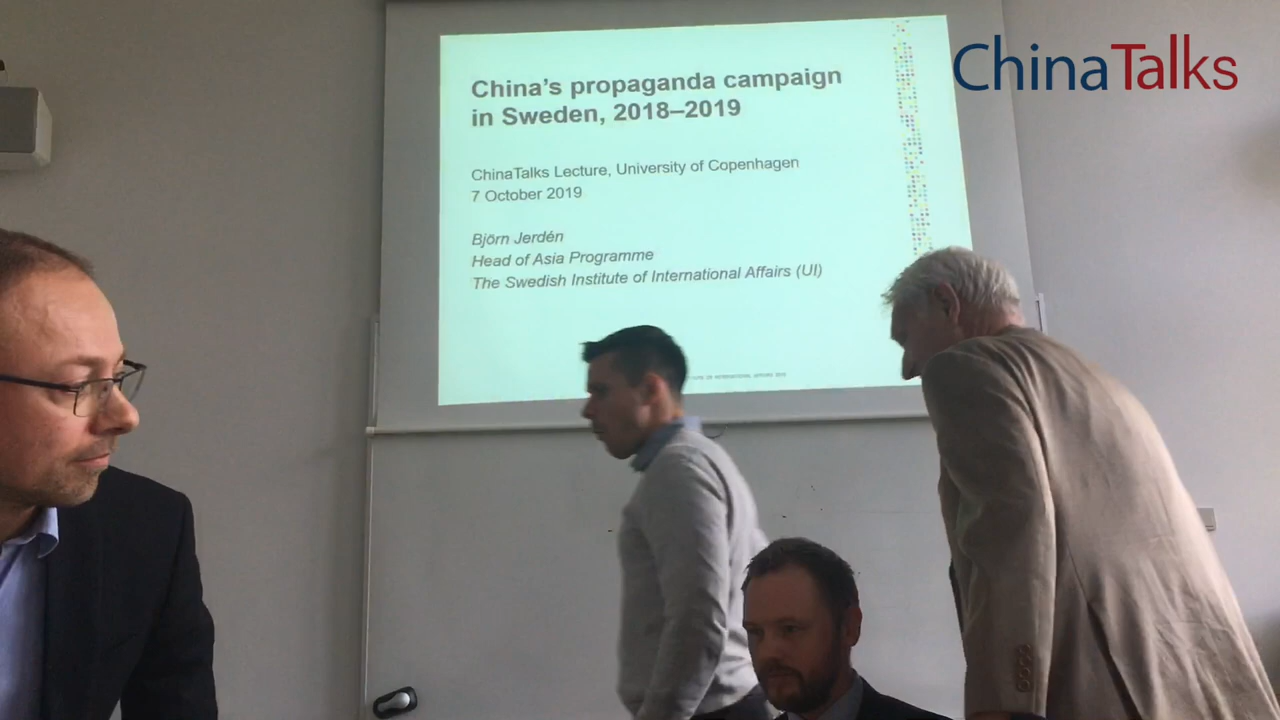 ChinaTalks
China's propaganda campaign
in Sweden, 2018–2019
ChinaTalks Lecture, University of Copenhagen
7 October 2019
Björn Jerdén
Head of Asia Programme
The Swedish Institute of International Affairs (UI)